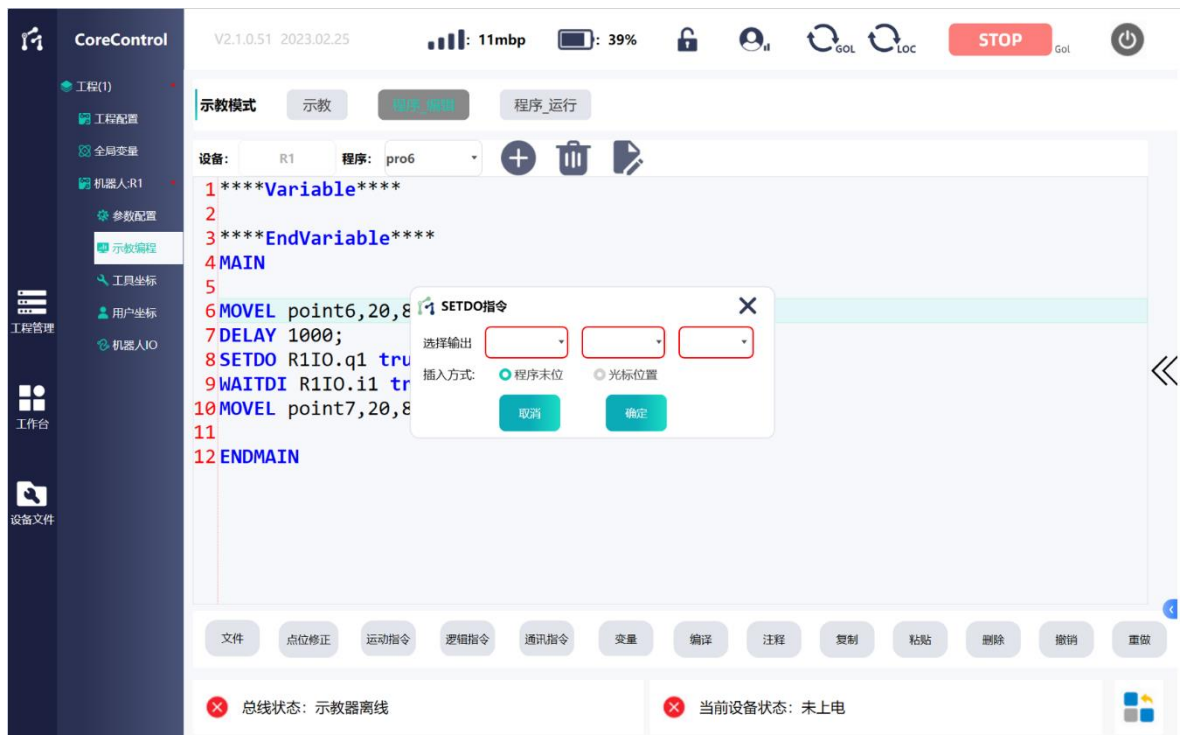 CoreControl
V2.1.0.51 2023.02.25
: 11mbp
: 39%
GOL
LOC
STOP
Gol
工程(1)
工程配置
全局变量
机器人:R1
参数配置
示教编程
工具坐标
用户坐标
机器人IO
工程管理
工作台
设备文件
示教模式 示教 程序_编辑 程序_运行
设备: R1 程序: pro6
1 ****Variable****
2
3 ****EndVariable****
4 MAIN
5
6 MOVEL point6,20,8
7 DELAY 1000;
8 SETDO R1IO.q1 tru
9 WAITDI R1IO.i1 tr
10 MOVEL point7,20,8
11
12 ENDMAIN
SETDO指令
选择输出
插入方式: 程序末位 光标位置
取消 确定
文件 点位修正 运动指令 逻辑指令 通讯指令 变量 编译 注释 复制 粘贴 删除 撤销 重做
总线状态: 示教器离线 当前设备状态: 未上电